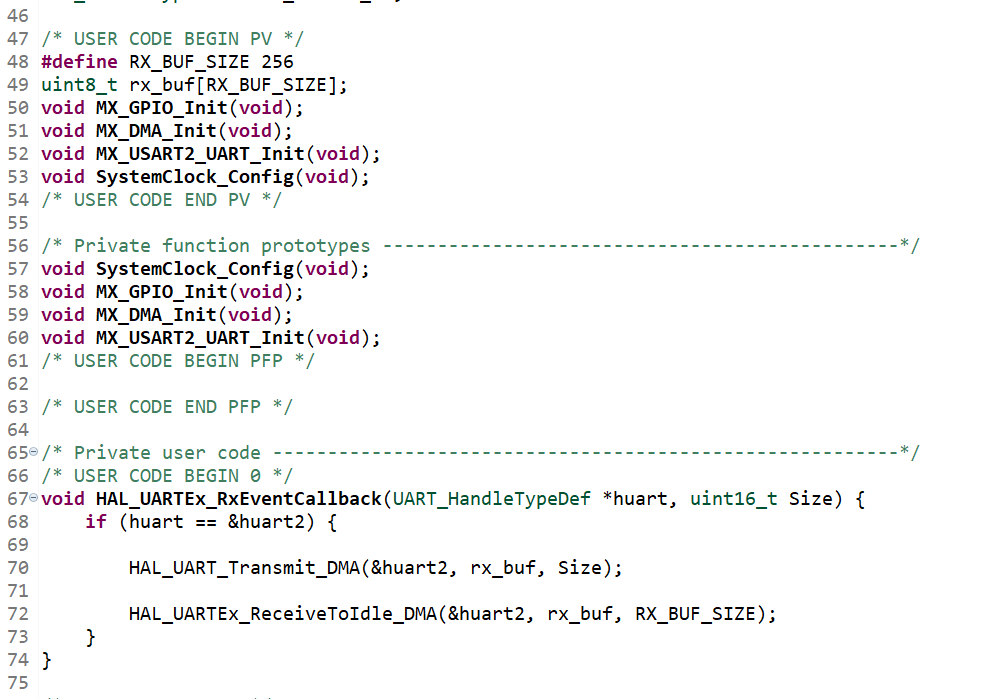 46
47 /* USER CODE BEGIN PV */
48 #define RX_BUF_SIZE 256
49 uint8_t rx_buf[RX_BUF_SIZE];
50 void MX_GPIO_Init(void);
51 void MX_DMA_Init(void);
52 void MX_USART2_UART_Init(void);
53 void SystemClock_Config(void);
54 /* USER CODE END PV */
55
56 /* Private function prototypes -----------------------------------------------*/
57 void SystemClock_Config(void);
58 void MX_GPIO_Init(void);
59 void MX_DMA_Init(void);
60 void MX_USART2_UART_Init(void);
61 /* USER CODE BEGIN PFP */
62
63 /* USER CODE END PFP */
64
65 /* Private user code ---------------------------------------------------------*/
66 /* USER CODE BEGIN 0 */
67 void HAL_UARTEx_RxEventCallback(UART_HandleTypeDef *huart, uint16_t Size) {
68     if (huart == &huart2) {
69
70         HAL_UART_Transmit_DMA(&huart2, rx_buf, Size);
71
72         HAL_UARTEx_ReceiveToIdle_DMA(&huart2, rx_buf, RX_BUF_SIZE);
73     }
74 }
75